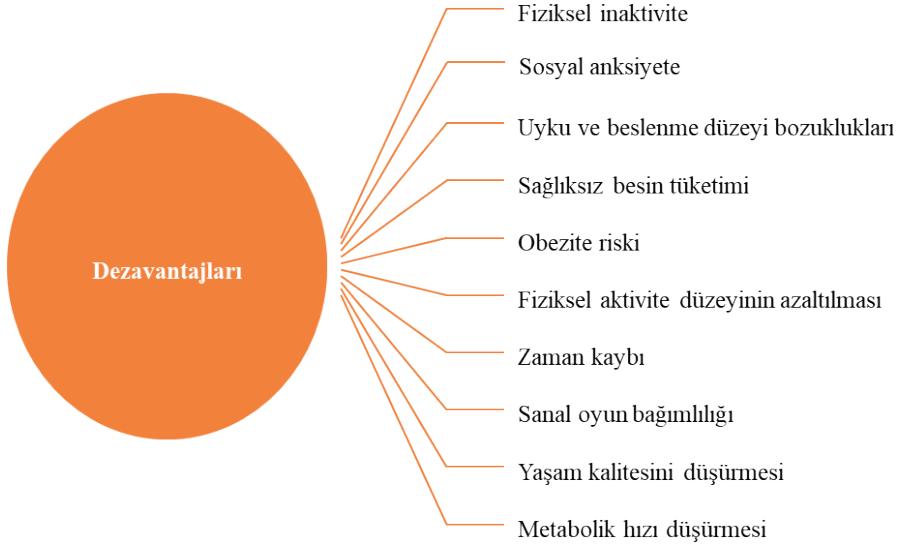 Dezavantajları
Fiziksel inaktivite
Sosyal anksiyete
Uyku ve beslenme düzeyi bozuklukları
Sağlıksız besin tüketimi
Obezite riski
Fiziksel aktivite düzeyinin azaltılması
Zaman kaybı
Sanal oyun bağımlılığı
Yaşam kalitesini düşürmesi
Metabolik hızı düşürmesi